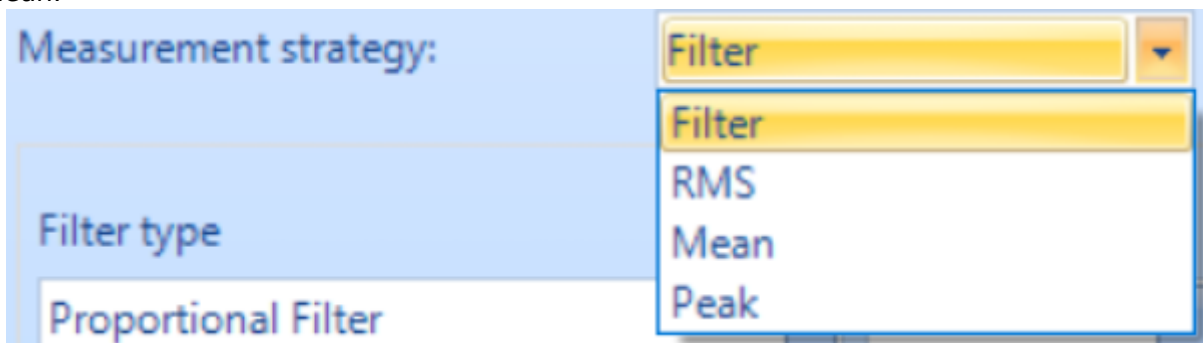 Measurement strategy: Filter
Filter
RMS
Filter type
Mean
Proportional Filter
Peak